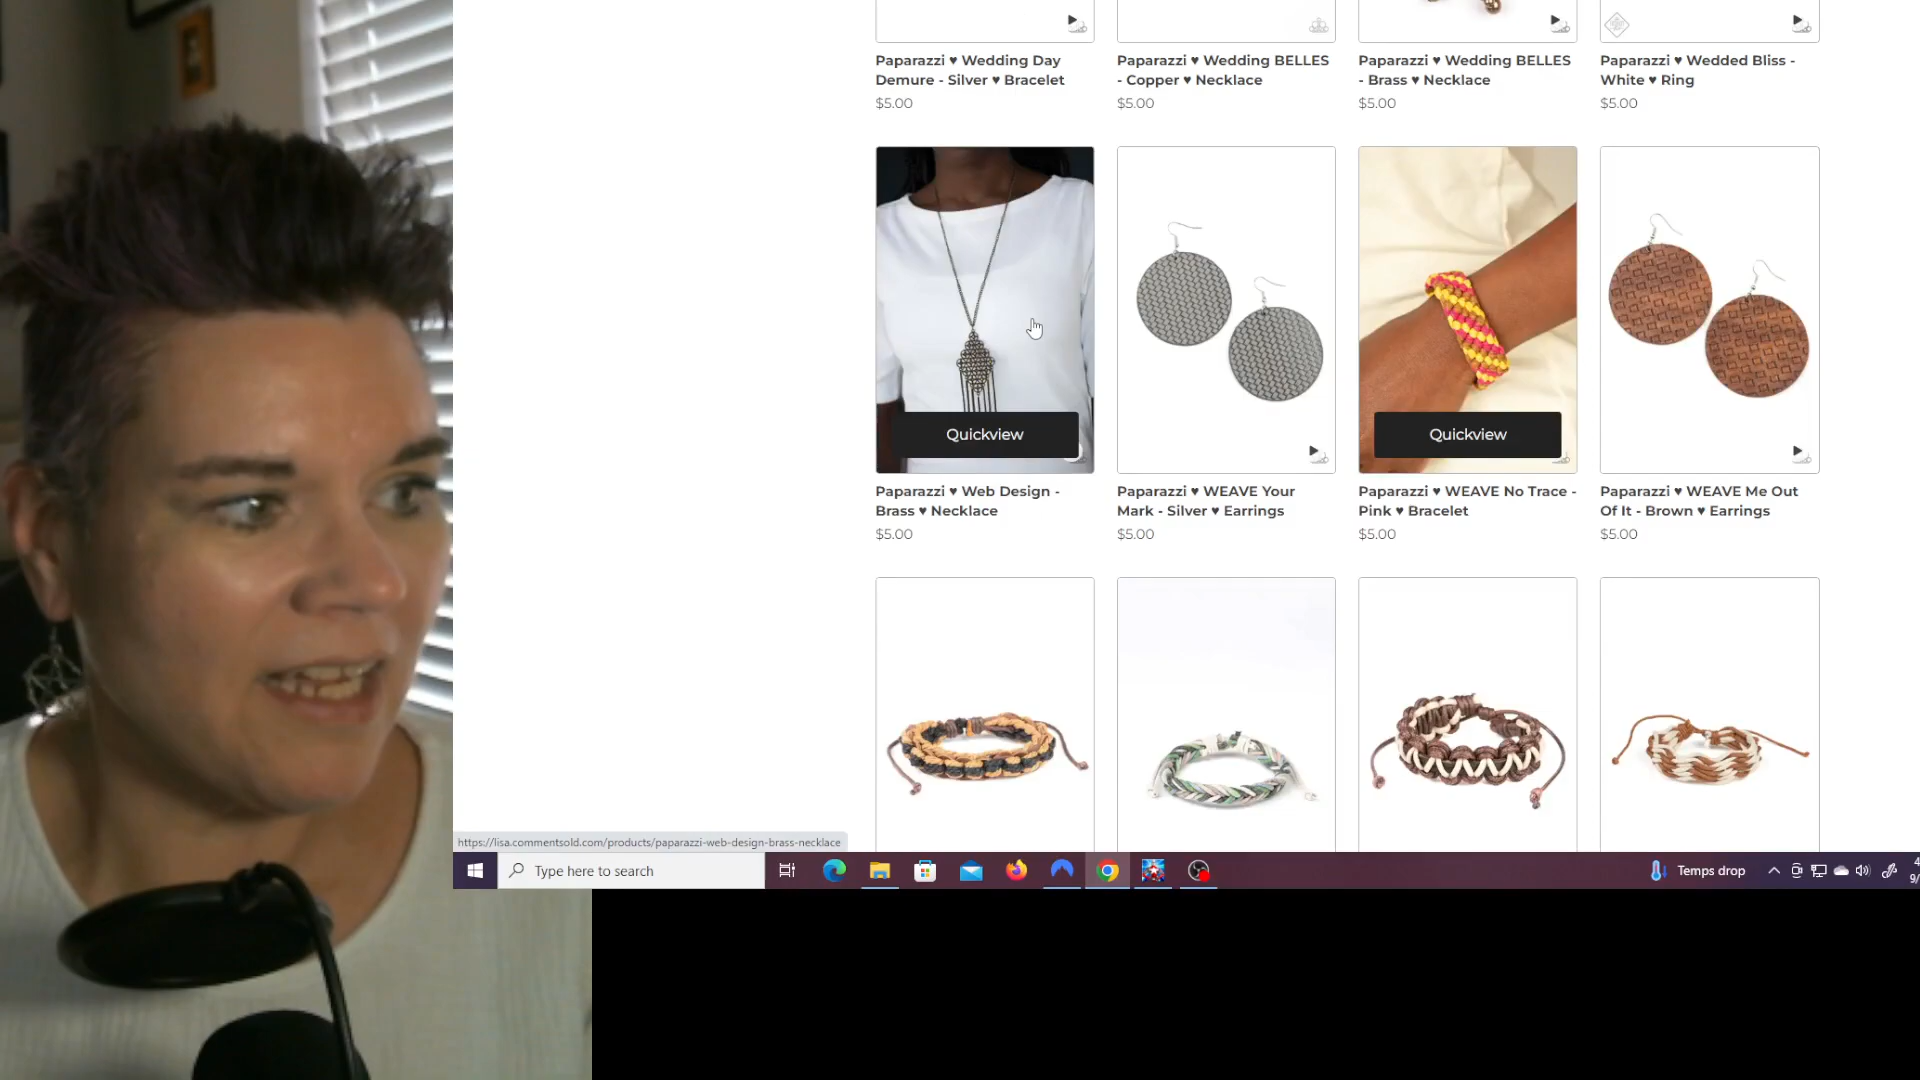 Paparazzi ♥ Wedding Day
Demure - Silver ♥ Bracelet
$5.00
Paparazzi ♥ Wedding BELLES
- Copper ♥ Necklace
$5.00
Paparazzi ♥ Wedding BELLES
- Brass ♥ Necklace
$5.00
Paparazzi ♥ Wedded Bliss -
White ♥ Ring
$5.00
Quickview
Quickview
Paparazzi ♥ Web Design -
Brass ♥ Necklace
$5.00
Paparazzi ♥ WEAVE Your
Mark - Silver ♥ Earrings
$5.00
Paparazzi ♥ WEAVE No Trace -
Pink ♥ Bracelet
$5.00
Paparazzi ♥ WEAVE Me Out
Of It - Brown ♥ Earrings
$5.00
https://lisa.commentsold.com/products/paparazzi-web-design-brass-necklace
Type here to search
Temps drop